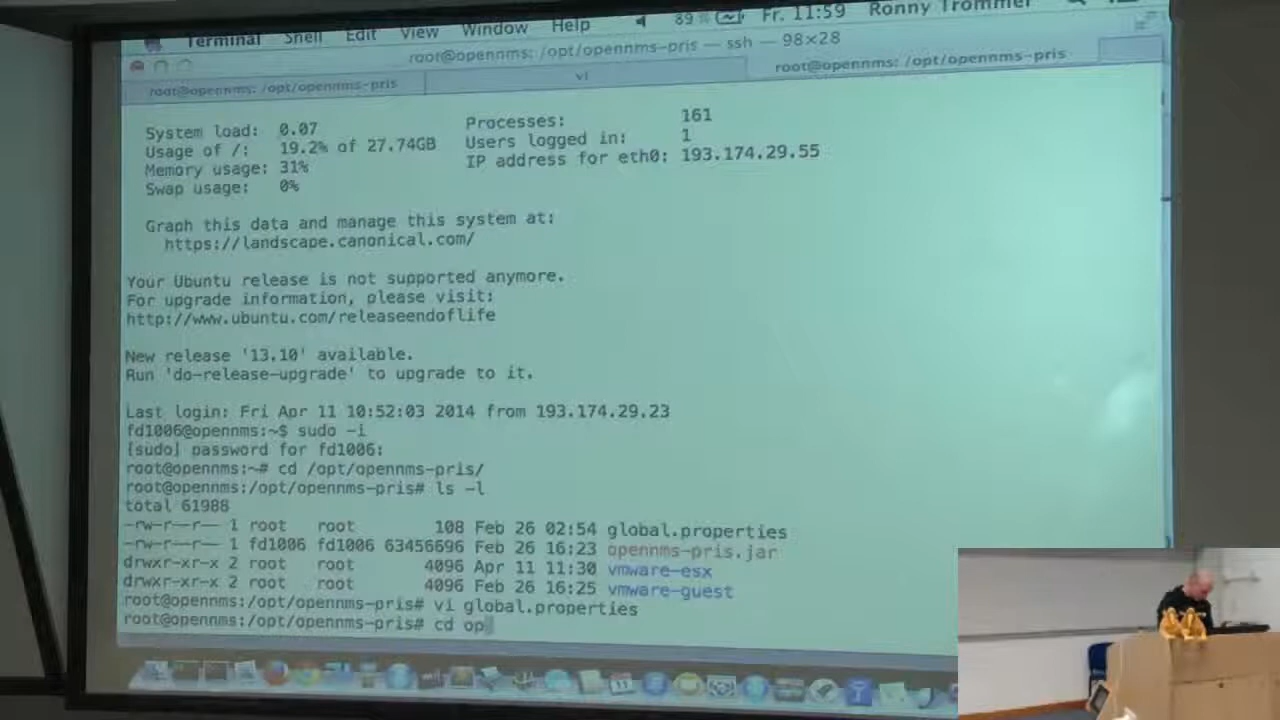 Terminal Shell Edit View Window Help 89% Fr. 11:59 Ronny Trommer
root@opennms: /opt/opennms-pris — ssh — 98×28
root@opennms: /opt/opennms-pris vi root@opennms: /opt/opennms-pris
System load: 0.07 Processes: 161
Usage of /: 19.2% of 27.74GB Users logged in: 1
Memory usage: 31% IP address for eth0: 193.174.29.55
Swap usage: 0%
Graph this data and manage this system at:
https://landscape.canonical.com/
Your Ubuntu release is not supported anymore.
For upgrade information, please visit:
http://www.ubuntu.com/releaseendoflife
New release '13.10' available.
Run 'do-release-upgrade' to upgrade to it.
Last login: Fri Apr 11 10:52:03 2014 from 193.174.29.23
fd1006@opennms:~$ sudo -i
[sudo] password for fd1006:
root@opennms:~# cd /opt/opennms-pris/
root@opennms:/opt/opennms-pris# ls -l
total 61988
-rw-r--r-- 1 root root 108 Feb 26 02:54 global.properties
-rw-r--r-- 1 fd1006 fd1006 63456696 Feb 26 16:23 opennms-pris.jar
drwxr-xr-x 2 root root 4096 Apr 11 11:30 vmware-esx
drwxr-xr-x 2 root root 4096 Feb 26 16:25 vmware-guest
root@opennms:/opt/opennms-pris# vi global.properties
root@opennms:/opt/opennms-pris# cd op